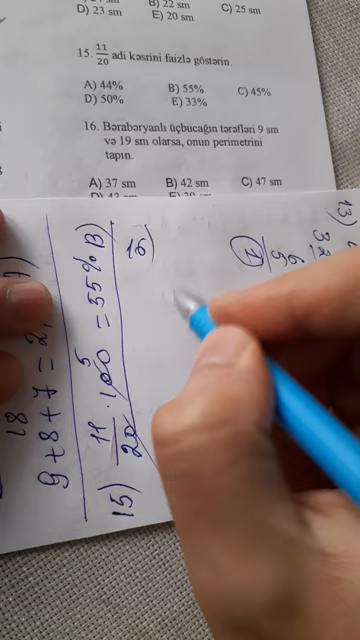 D) 23 sm B) 22 sm C) 25 sm
E) 20 sm
15. 11/20 adi kəsrini faizlə göstərin.
A) 44% B) 55% C) 45%
D) 50% E) 33%
16. Bərabəryanlı üçbucağın tərəfləri 9 sm
və 19 sm olarsa, onun perimetrini
tapın.
A) 37 sm B) 42 sm C) 47 sm
13)
18
9+8+7=2
15) 11/20 · 100 5 = 55% B)